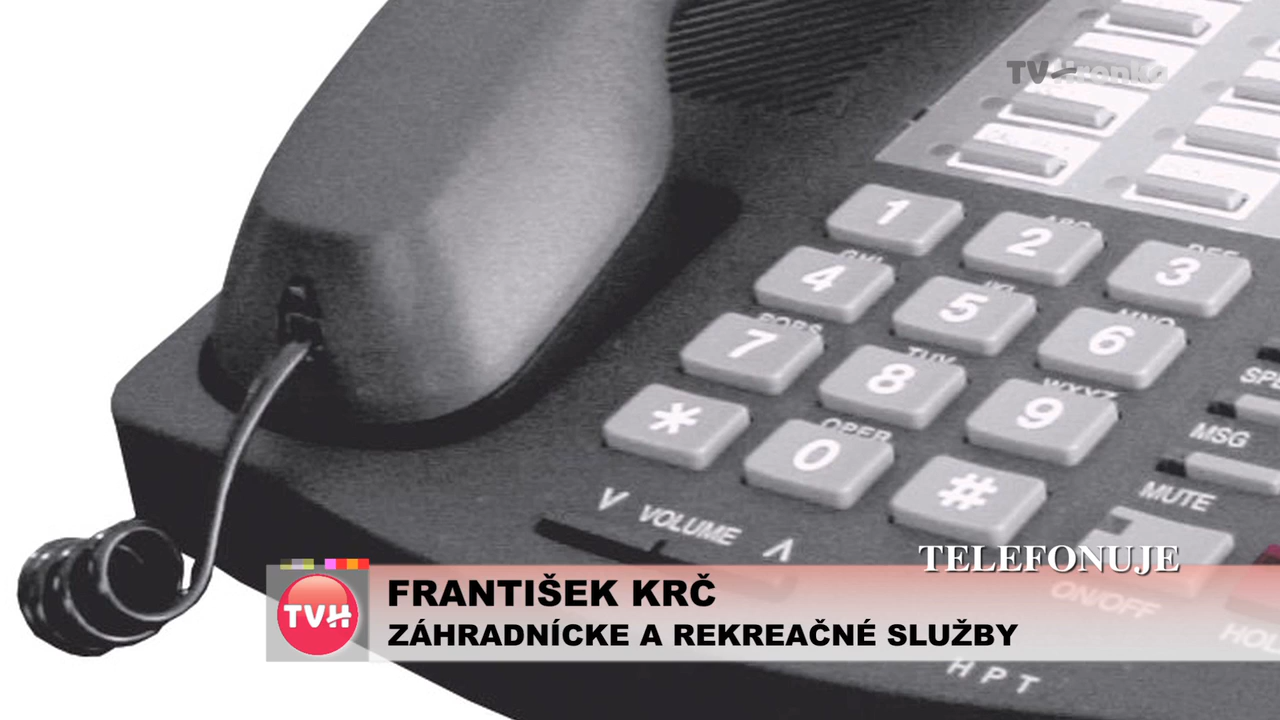 TV Hronka
1
ABC
2
DEF
3
GHI
4
JKL
5
MNO
6
PQRS
7
TUV
8
WXYZ
9
*
OPER
0
#
MSG
MUTE
V VOLUME Λ
TELEFONUJE
ON/OFF
FRANTIŠEK KRČ
TVH
ZÁHRADNÍCKE A REKREAČNÉ SLUŽBY
HPT